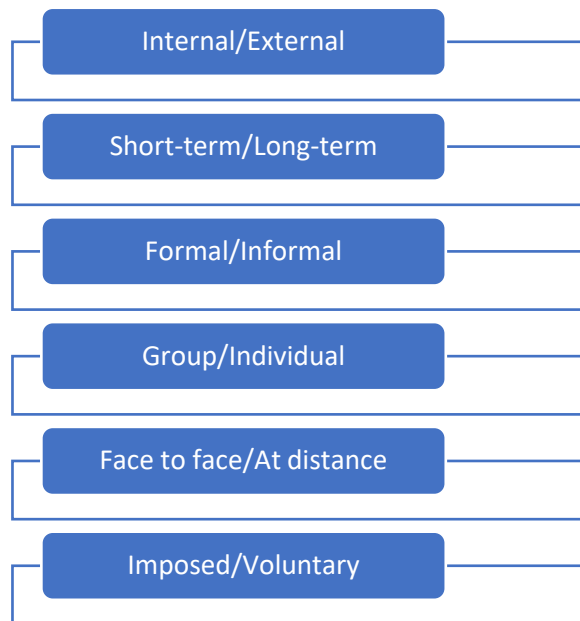 Internal/External
Short-term/Long-term
Formal/Informal
Group/Individual
Face to face/At distance
Imposed/Voluntary